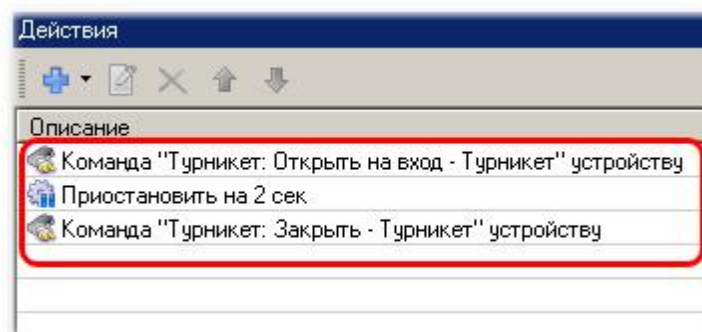 Действия
Описание
Команда "Турникет: Открыть на вход - Турникет" устройству
Приостановить на 2 сек
Команда "Турникет: Закрыть - Турникет" устройству